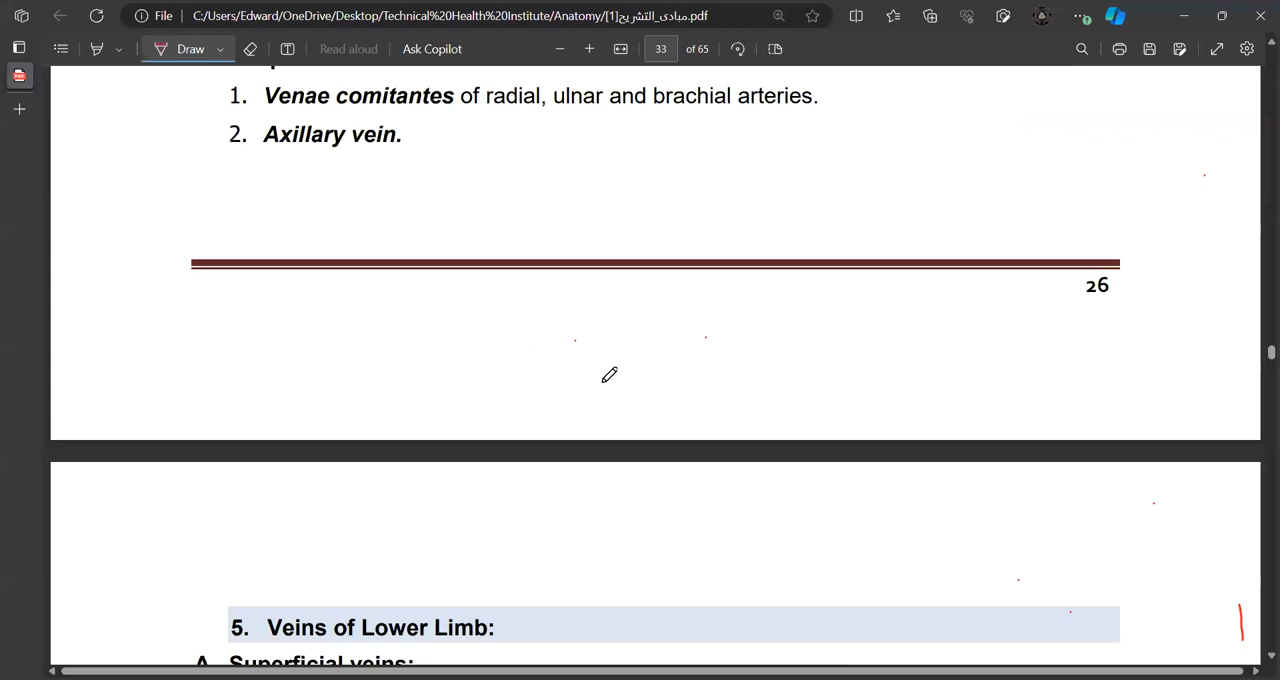 File C:/Users/Edward/OneDrive/Desktop/Technical%20Health%20Institute/Anatomy/[1]مبادى_التشريح.pdf
Draw Read aloud Ask Copilot 33 of 65
1. Venae comitantes of radial, ulnar and brachial arteries.
2. Axillary vein.
26
5. Veins of Lower Limb:
A. Superficial veins: